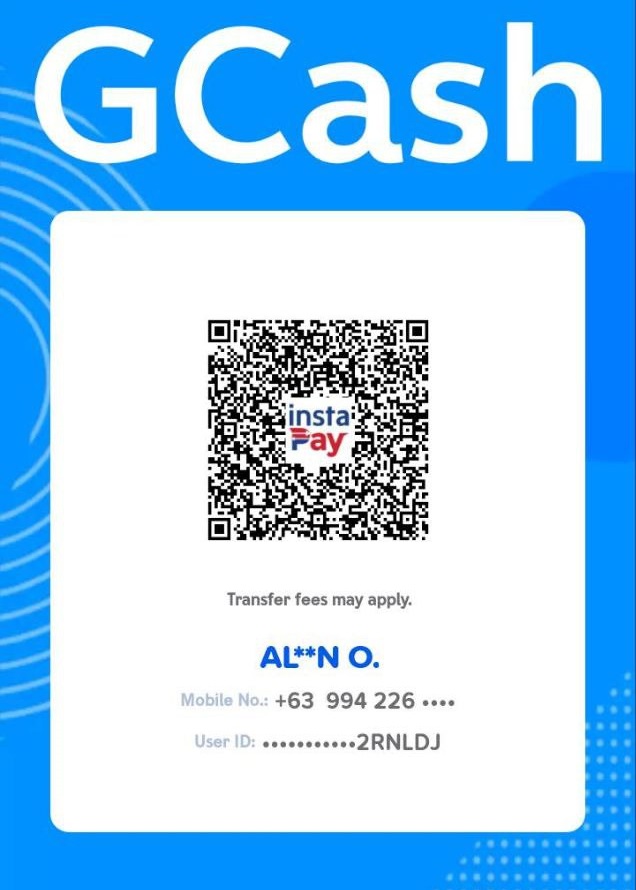 GCash
insta
Pay
Transfer fees may apply.
AL**N O.
Mobile No.: +63 994 226 ••••
User ID: •••••••••••2RNLDJ